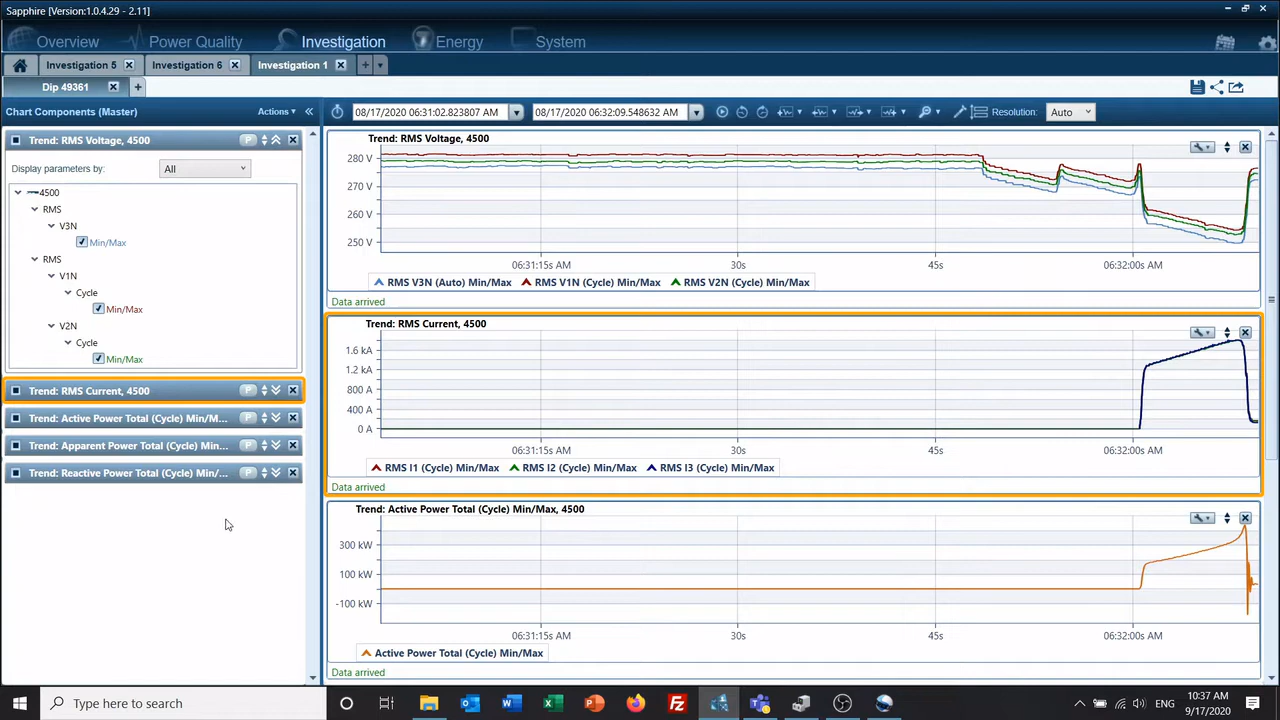 Sapphire [Version:1.0.4.29 - 2.11]
Overview Power Quality Investigation Energy System
Investigation 5 Investigation 6 Investigation 1
Dip 49361
Chart Components (Master) Actions
08/17/2020 06:31:02.823807 AM 08/17/2020 06:32:09.548632 AM Resolution: Auto
Trend: RMS Voltage, 4500 P
Display parameters by: All
4500
RMS
V3N
Min/Max
RMS
V1N
Cycle
Min/Max
V2N
Cycle
Min/Max
Trend: RMS Current, 4500 P
Trend: Active Power Total (Cycle) Min/M... P
Trend: Apparent Power Total (Cycle) Min... P
Trend: Reactive Power Total (Cycle) Min/... P
Trend: RMS Voltage, 4500
280 V
270 V
260 V
250 V
06:31:15s AM 30s 45s 06:32:00s AM
RMS V3N (Auto) Min/Max RMS V1N (Cycle) Min/Max RMS V2N (Cycle) Min/Max
Data arrived
Trend: RMS Current, 4500
1.6 kA
1.2 kA
800 A
400 A
0 A
06:31:15s AM 30s 45s 06:32:00s AM
RMS I1 (Cycle) Min/Max RMS I2 (Cycle) Min/Max RMS I3 (Cycle) Min/Max
Data arrived
Trend: Active Power Total (Cycle) Min/Max, 4500
300 kW
100 kW
-100 kW
06:31:15s AM 30s 45s 06:32:00s AM
Active Power Total (Cycle) Min/Max
Data arrived
Type here to search
ENG
10:37 AM
9/17/2020